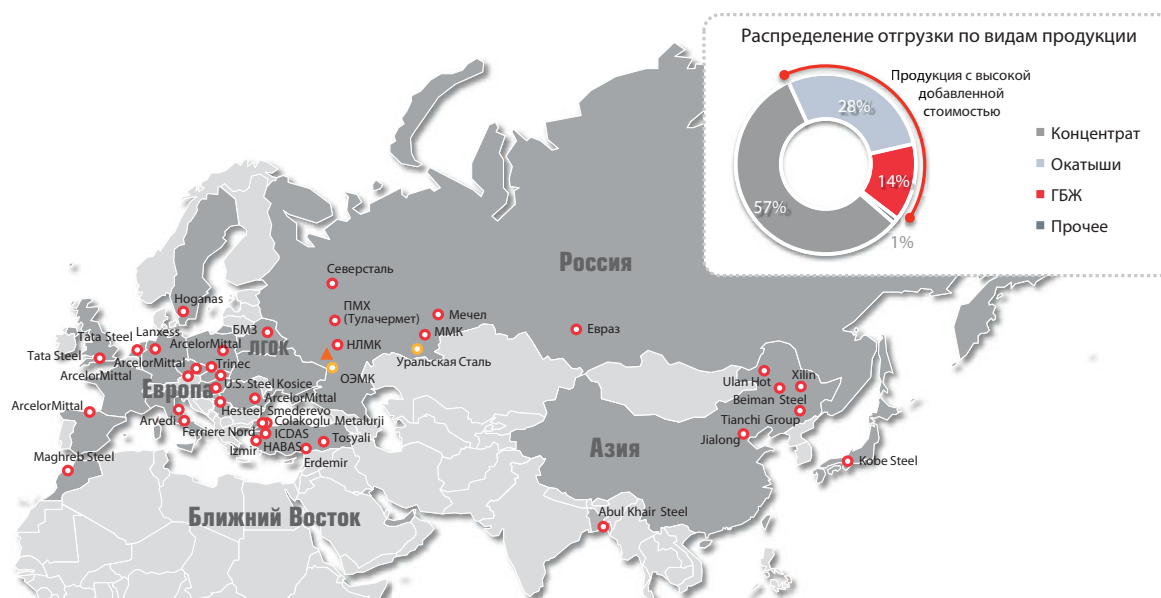 Распределение отгрузки по видам продукции
Продукция с высокой
добавленной
стоимостью
28%
14%
57%
1%
Концентрат
Окатыши
ГБЖ
Прочее
Россия
Северсталь
Hoganas
ПМХ
(Тулачермет)
Мечел
БМЗ
ММК
Евраз
Tata Steel
Lanxess
ArcelorMittal
ЛГОК
НЛМК
Tata Steel
ArcelorMittal
Trinec
Уральская Сталь
ArcelorMittal
ОЭМК
Европа
U.S. Steel Kosice
ArcelorMittal
ArcelorMittal
Hesteel Smederevo
Arvedi
Colakoglu Metalurji
Ferriere Nord
ICDAS
Tosyali
Izmir
HABAS
Erdemir
Maghreb Steel
Ulan Hot
Xilin
Beiman Steel
Tianchi Group
Jialong
Азия
Kobe Steel
Abul Khair Steel
Ближний Восток